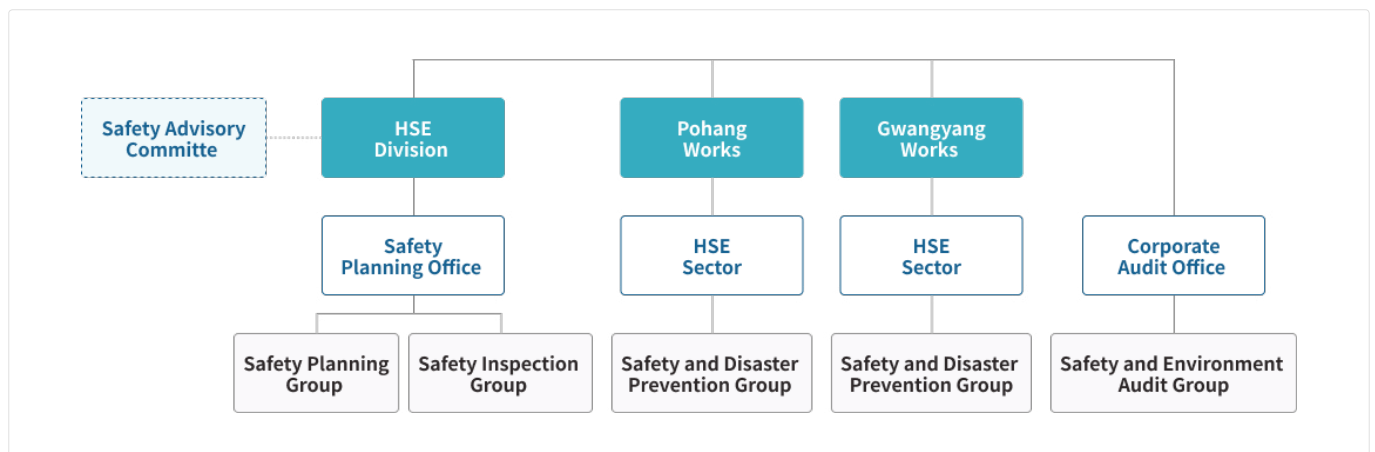 Safety Advisory
Committe
HSE
Division
Pohang
Works
Gwangyang
Works
Safety
Planning Office
HSE
Sector
HSE
Sector
Corporate
Audit Office
Safety Planning
Group
Safety Inspection
Group
Safety and Disaster
Prevention Group
Safety and Disaster
Prevention Group
Safety and Environment
Audit Group